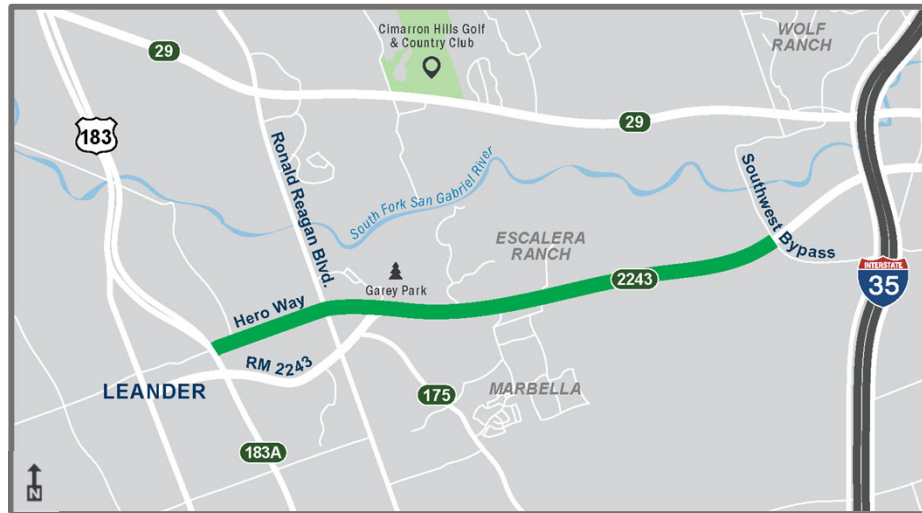 Cimarron Hills Golf
& Country Club
WOLF
RANCH
29
183
29
Ronald Reagan Blvd.
South Fork San Gabriel River
Southwest Bypass
ESCALERA
RANCH
Garey Park
2243
INTERSTATE
35
Hero Way
RM 2243
LEANDER
175
MARBELLA
183A
N